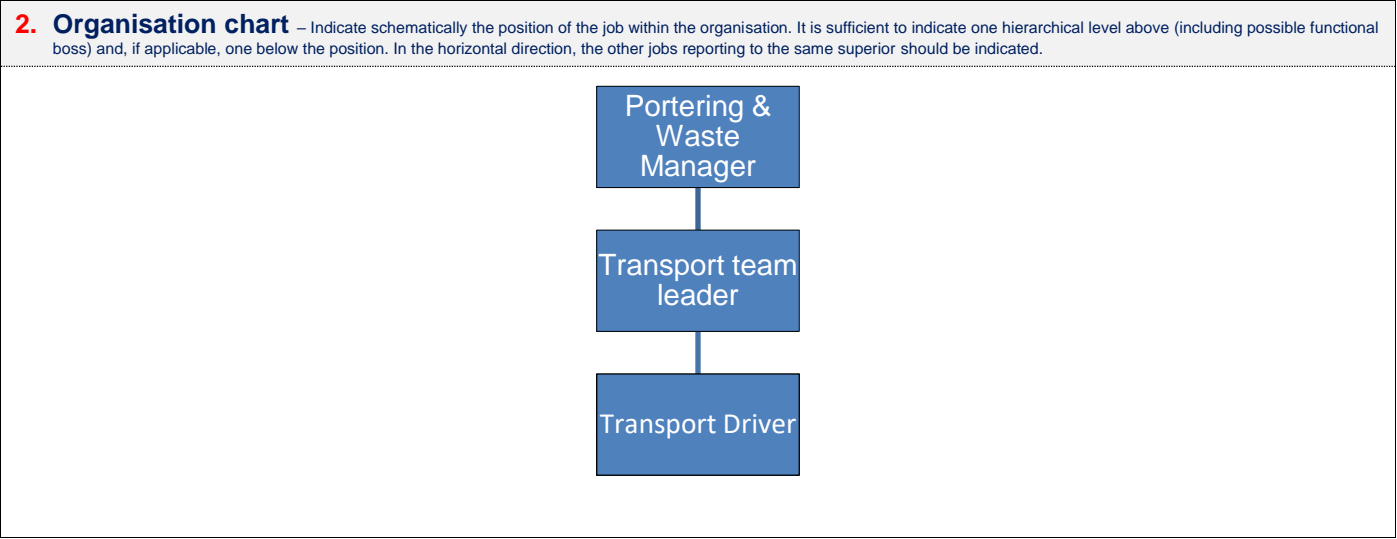 2. Organisation chart – Indicate schematically the position of the job within the organisation. It is sufficient to indicate one hierarchical level above (including possible functional
boss) and, if applicable, one below the position. In the horizontal direction, the other jobs reporting to the same superior should be indicated.
Portering &
Waste
Manager
Transport team
leader
Transport Driver